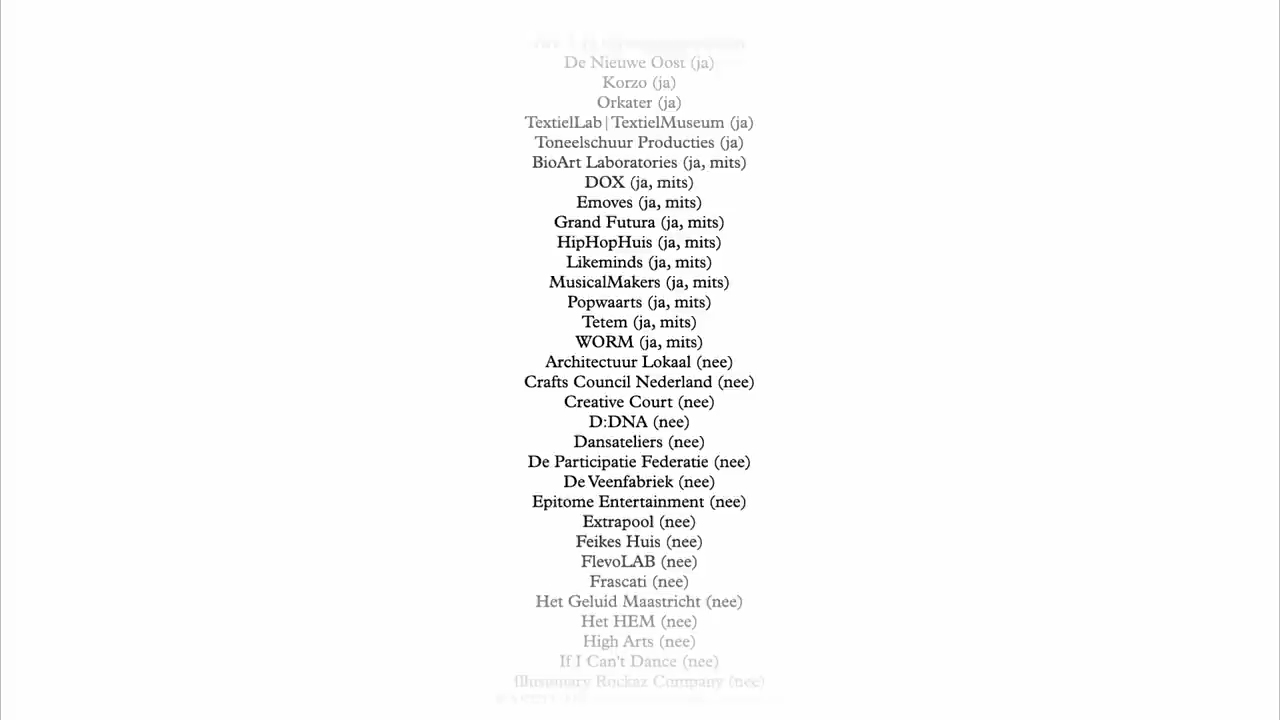 De Nieuwe Oost (ja)
Korzo (ja)
Orkater (ja)
TextielLab|TextielMuseum (ja)
Toneelschuur Producties (ja)
BioArt Laboratories (ja, mits)
DOX (ja, mits)
Emoves (ja, mits)
Grand Futura (ja, mits)
HipHopHuis (ja, mits)
Likeminds (ja, mits)
MusicalMakers (ja, mits)
Popwaarts (ja, mits)
Tetem (ja, mits)
WORM (ja, mits)
Architectuur Lokaal (nee)
Crafts Council Nederland (nee)
Creative Court (nee)
D:DNA (nee)
Dansateliers (nee)
De Participatie Federatie (nee)
De Veenfabriek (nee)
Epitome Entertainment (nee)
Extrapool (nee)
Feikes Huis (nee)
FlevoLAB (nee)
Frascati (nee)
Het Geluid Maastricht (nee)
Het HEM (nee)
High Arts (nee)
If I Can't Dance (nee)
Rockaz Company (nee)